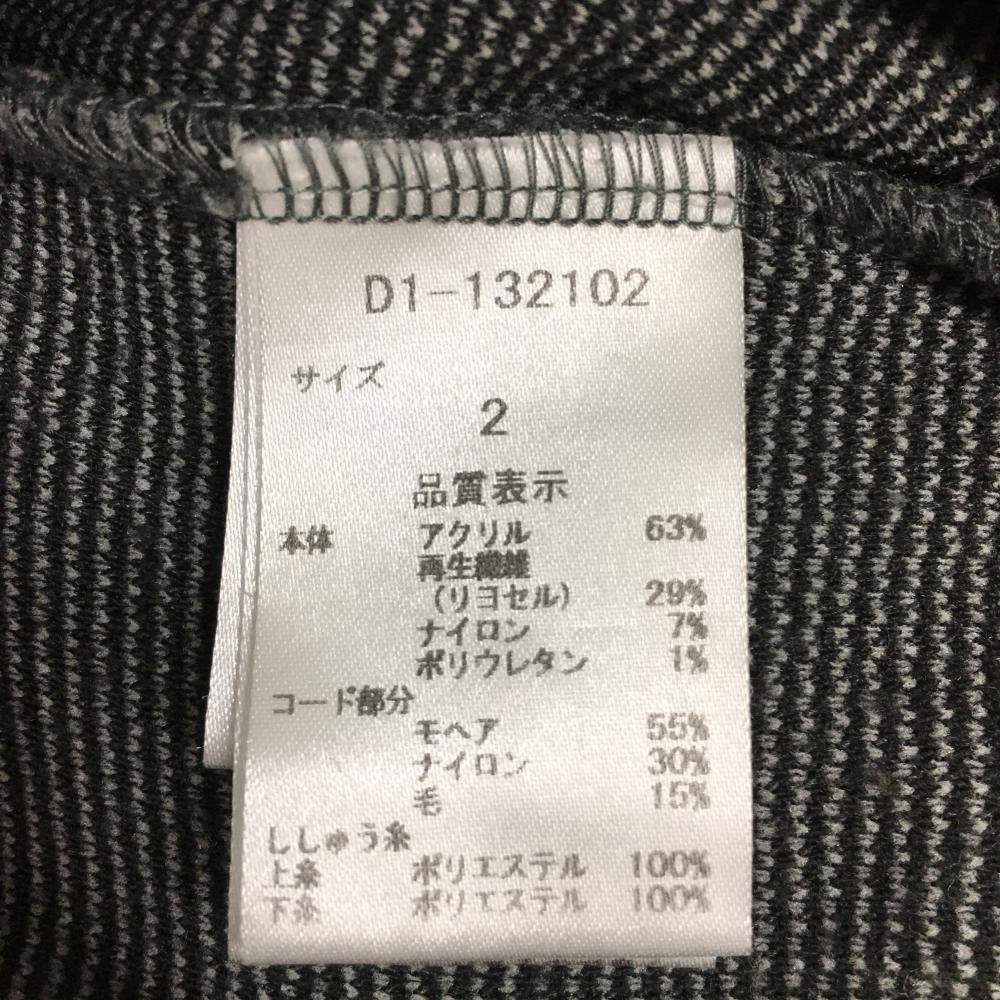 D1-132102
サイズ
2
品質表示
本体 アクリル 63%
再生繊維
(リヨセル) 29%
ナイロン 7%
ポリウレタン 1%
コード部分
モヘア 55%
ナイロン 30%
毛 15%
ししゅう糸
上糸 ポリエステル 100%
下糸 ポリエステル 100%